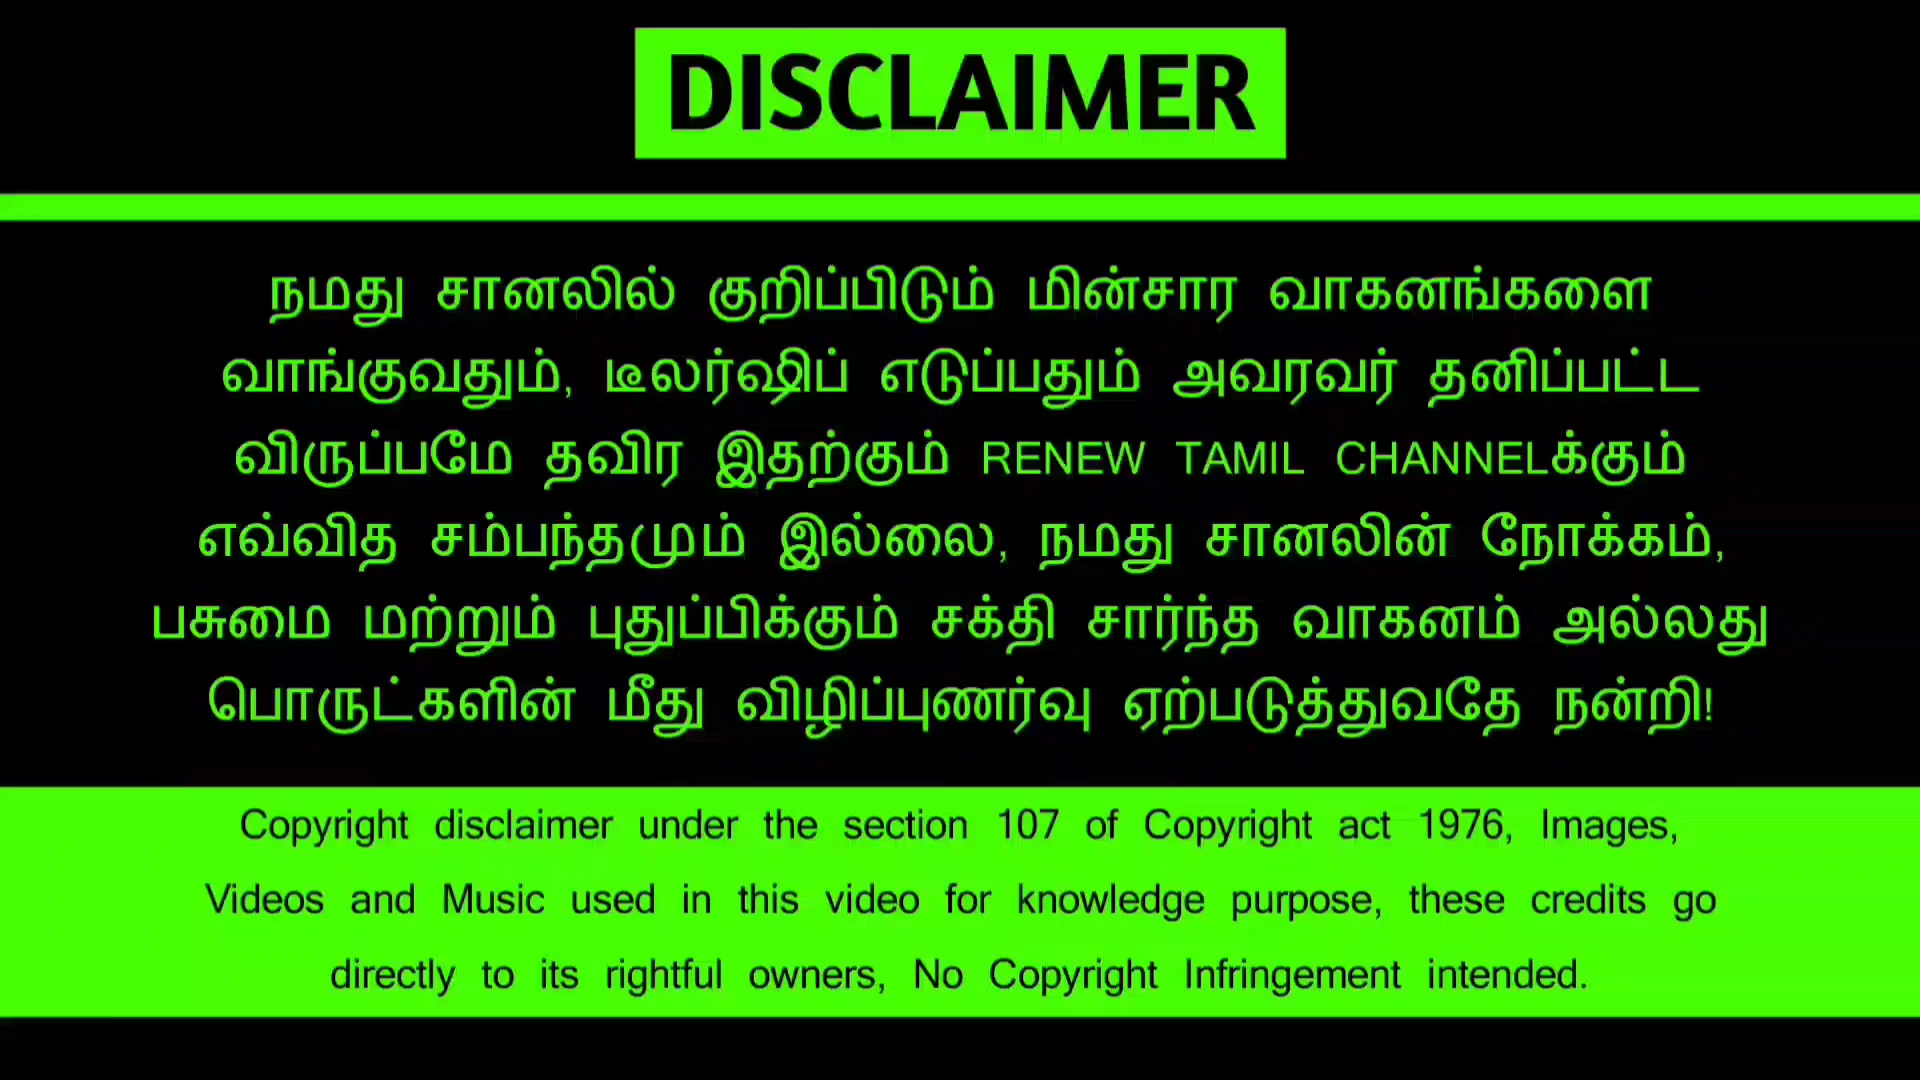 DISCLAIMER
நமது சானலில் குறிப்பிடும் மின்சார வாகனங்களை
வாங்குவதும், டீலர்ஷிப் எடுப்பதும் அவரவர் தனிப்பட்ட
விருப்பமே தவிர இதற்கும் RENEW TAMIL CHANNELக்கும்
எவ்வித சம்பந்தமும் இல்லை, நமது சானலின் நோக்கம்,
பசுமை மற்றும் புதுப்பிக்கும் சக்தி சார்ந்த வாகனம் அல்லது
பொருட்களின் மீது விழிப்புணர்வு ஏற்படுத்துவதே நன்றி!
Copyright disclaimer under the section 107 of Copyright act 1976, Images,
Videos and Music used in this video for knowledge purpose, these credits go
directly to its rightful owners, No Copyright Infringement intended.